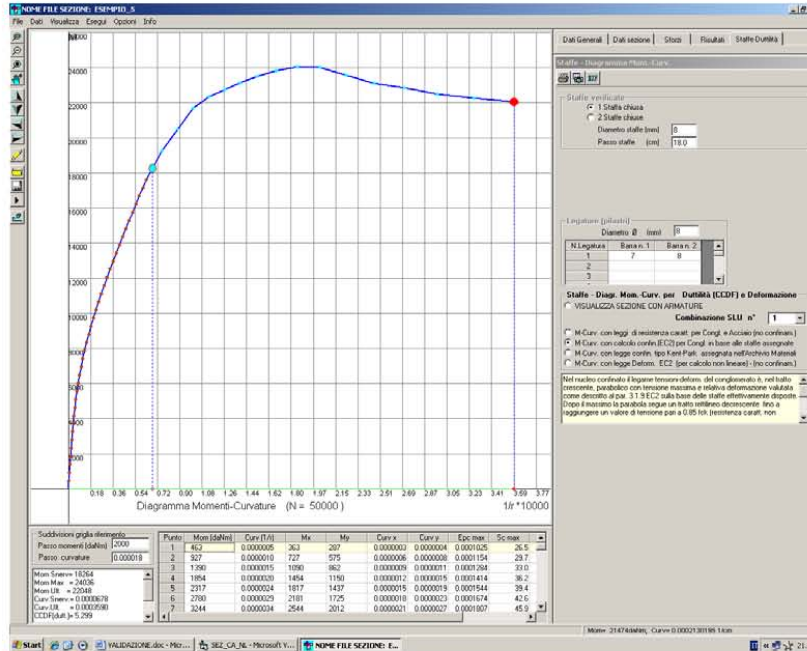 NOME FILE SEZIONE: ESEMPIO_5
File Dati Visualizza Esegui Opzioni Info
M
24000
22000
20000
18000
16000
14000
12000
10000
8000
6000
4000
2000
0.18 0.36 0.54 0.72 0.90 1.08 1.26 1.44 1.62 1.80 1.97 2.15 2.33 2.51 2.69 2.87 3.05 3.23 3.41 3.59 3.77
Diagramma Momenti-Curvature (N = 50000 )
1/r *10000
Dati Generali Dati sezione Sforzi Risultati Staffe Duttilità
Staffe - Diagramma Mom.-Curv.
Staffe verificate
1 Staffa chiusa
2 Staffe chiuse
Diametro staffe (mm) 8
Passo staffe (cm) 18.0
Legature (pilastri)
Diametro Ø (mm) 8
N.Legatura Barra n. 1 Barra n. 2
1 7 8
2
3
Staffe - Diagr. Mom.-Curv. per Duttilità (CCDF) e Deformazione
VISUALIZZA SEZIONE CON ARMATURE
Combinazione SLU n° 1
M-Curv. con leggi di resistenza caratt. per Congl. e Acciaio (no confinam.)
M-Curv. con calcolo confin.(EC2) per Congl. in base alle staffe assegnate
M-Curv. con legge confin. tipo Kent-Park assegnata nell'Archivio Materiali
M-Curv. con legge Deform. EC2 (per calcolo non lineare) - (no confinam.)
Nel nucleo confinato il legame tensioni-deform. del conglomerato è, nel tratto
crescente, parabolico con tensione massima e relativa deformazione valutata
come descritto al par. 3.1.9 EC2 sulla base delle staffe effettivamente disposte.
Dopo il massimo la parabola segue un tratto rettilineo decrescente fino a
raggiungere un valore di tensione pari a 0.85 fck (resistenza caratt. non
Suddivisioni griglia riferimento
Passo momenti (daNm) 2000
Passo curvature 0.000018
Mom Snerv= 18264
Mom Max = 24036
Mom Ult. = 22048
Curv Snerv= 0.0000678
Curv Ult. = 0.0003590
CCDF(dutt.)= 5.299
Punto Mom (daNm) Curv (1/r) Mx My Curv x Curv y Epc max Sc max
1 463 0.0000005 363 287 0.0000003 0.0000004 0.0001025 26.5
2 927 0.0000010 727 575 0.0000006 0.0000008 0.0001154 29.7
3 1390 0.0000015 1090 862 0.0000009 0.0000011 0.0001284 33.0
4 1854 0.0000020 1454 1150 0.0000012 0.0000015 0.0001414 36.2
5 2317 0.0000024 1817 1437 0.0000015 0.0000019 0.0001544 39.4
6 2780 0.0000029 2181 1725 0.0000018 0.0000023 0.0001674 42.6
7 3244 0.0000034 2544 2012 0.0000021 0.0000027 0.0001807 45.9
Mom= 21474daNm, Curv= 0.00021301951/cm
Start VALIDAZIONE.doc - Micr... SEZ_CA_NL - Microsoft V... NOME FILE SEZIONE: E...